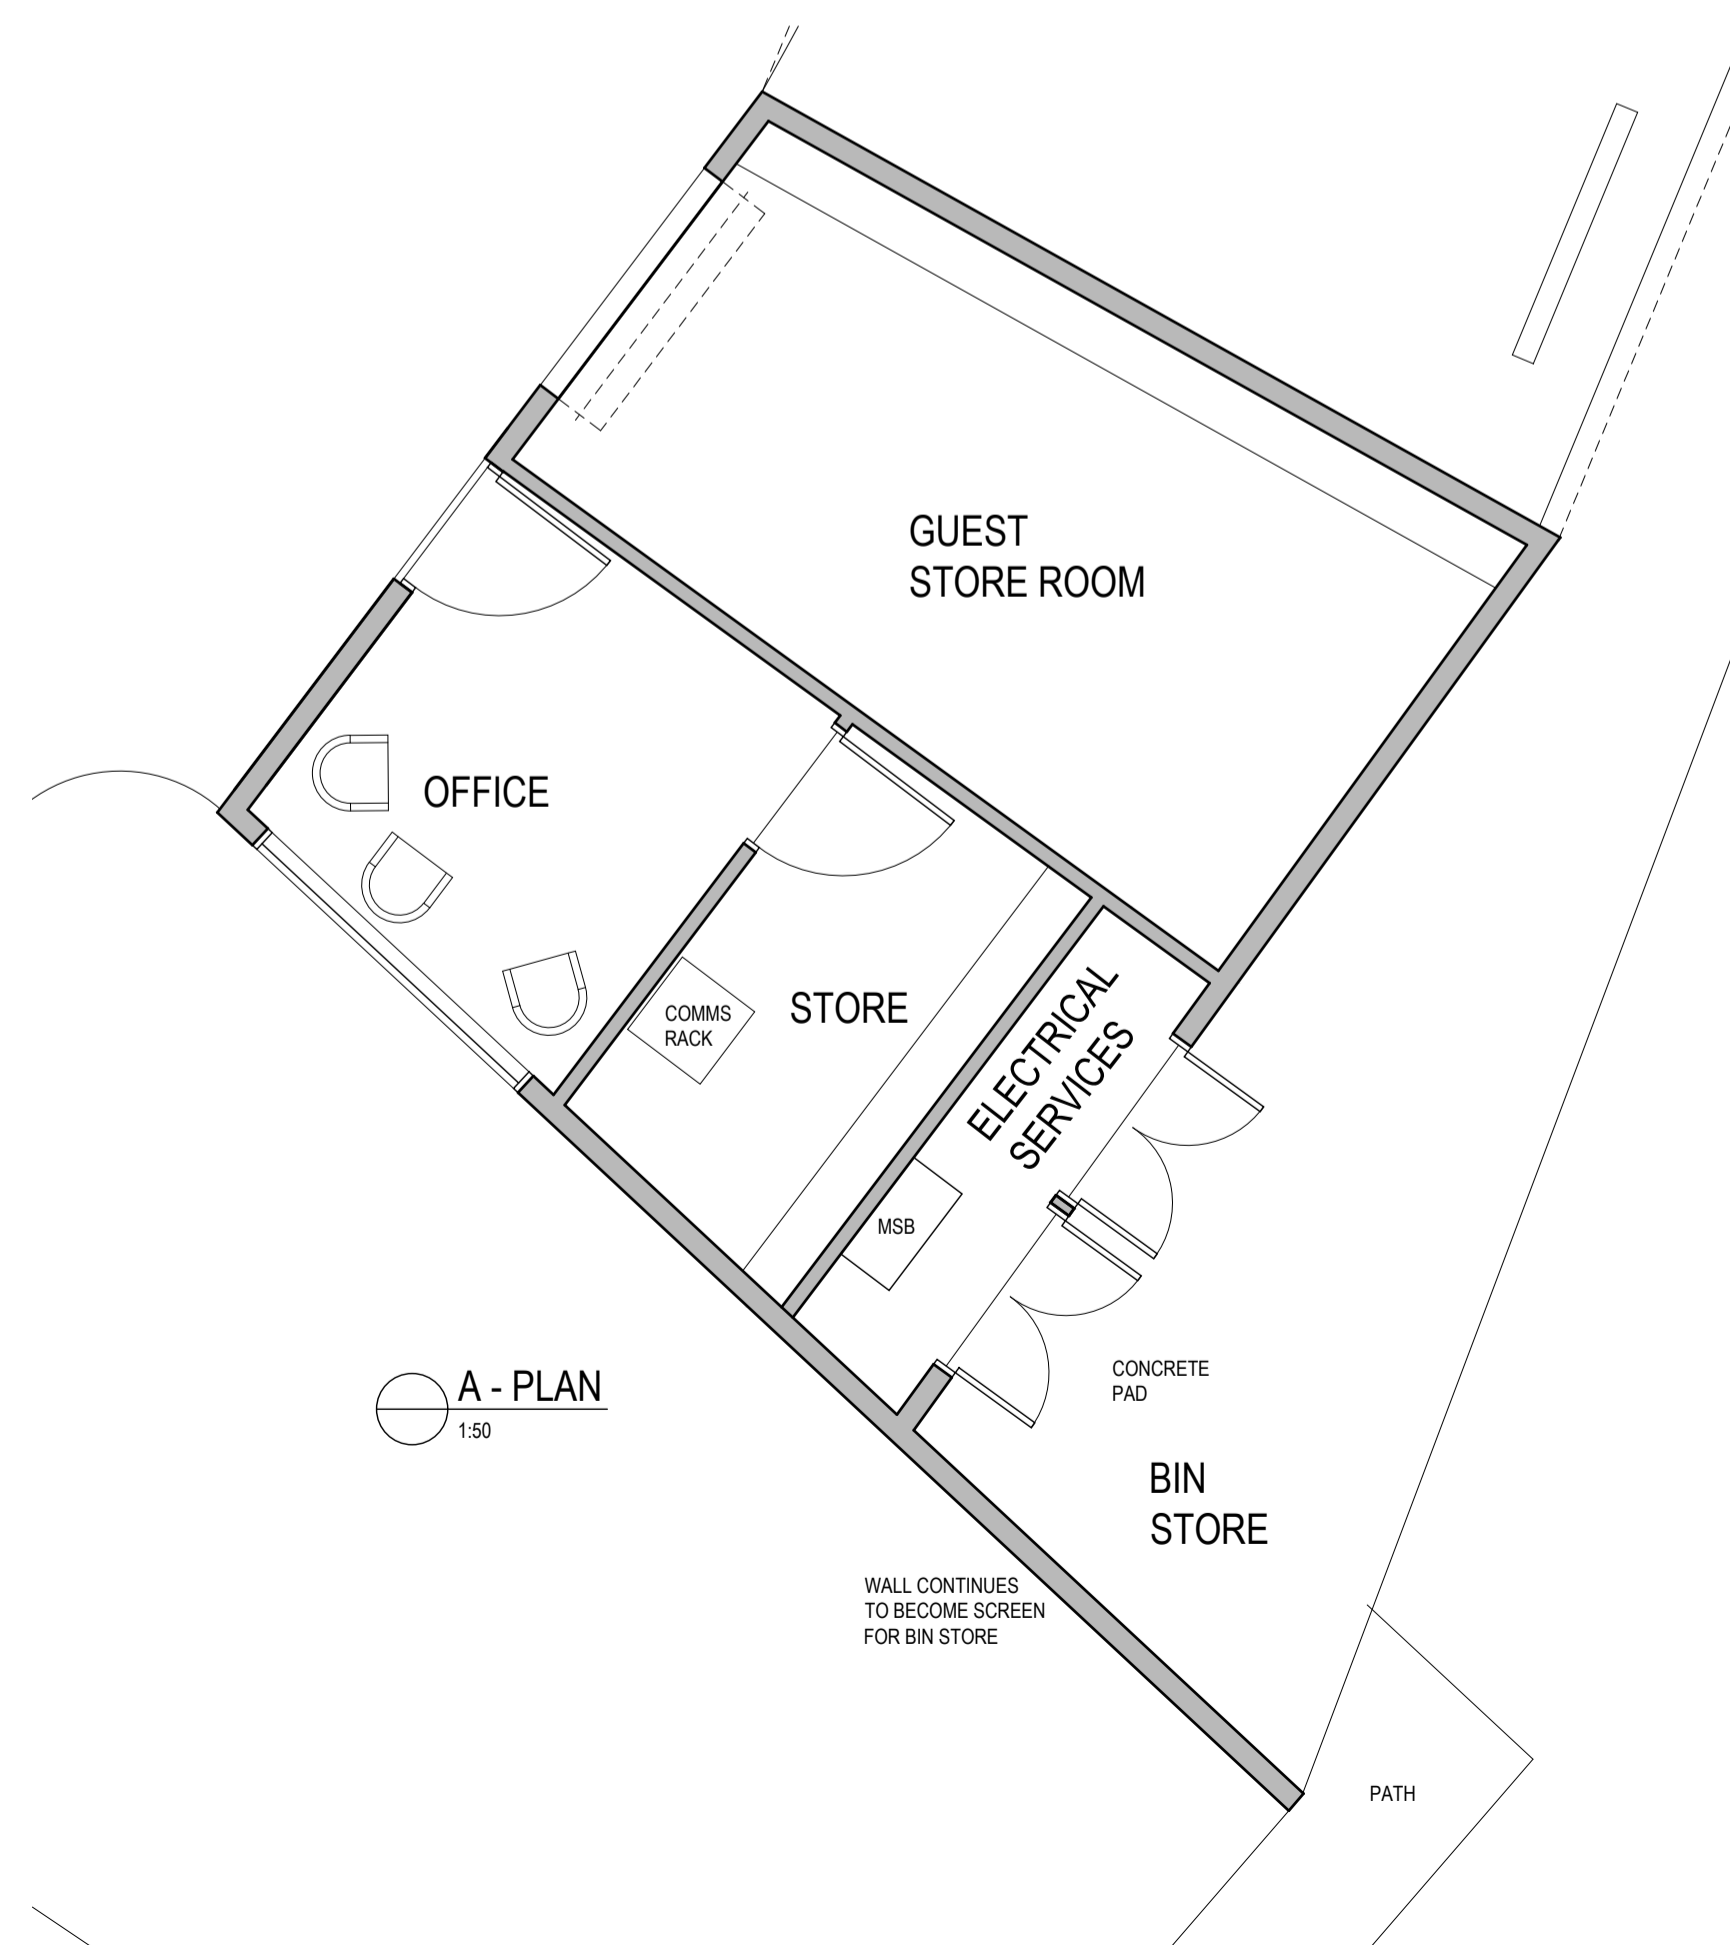 GUEST
STORE ROOM
OFFICE
COMMS
RACK
STORE
ELECTRICAL
SERVICES
MSB
A - PLAN
1:50
CONCRETE
PAD
BIN
STORE
WALL CONTINUES
TO BECOME SCREEN
FOR BIN STORE
PATH